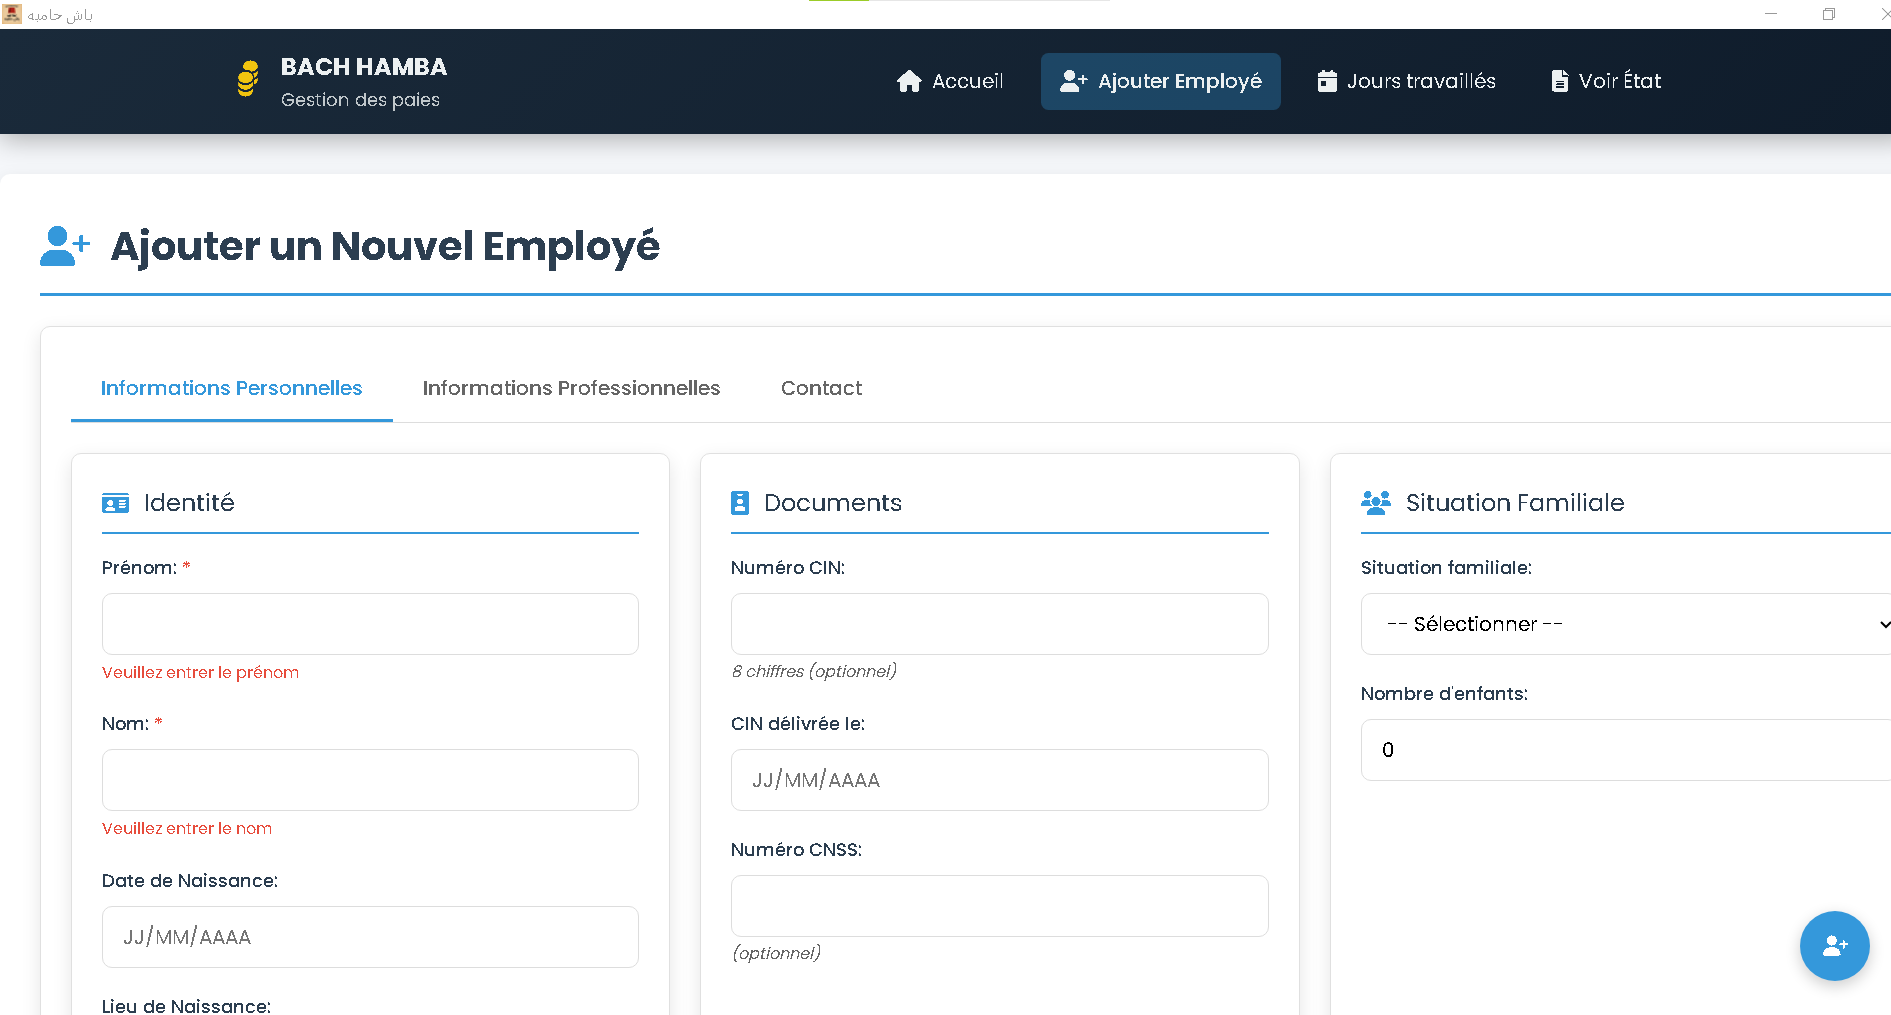 باش حامبه
BACH HAMBA
Gestion des paies
Accueil
Ajouter Employé
Jours travaillés
Voir État
Ajouter un Nouvel Employé
Informations Personnelles
Informations Professionnelles
Contact
Identité
Prénom: *
Veuillez entrer le prénom
Nom: *
Veuillez entrer le nom
Date de Naissance:
JJ/MM/AAAA
Lieu de Naissance:
Documents
Numéro CIN:
8 chiffres (optionnel)
CIN délivrée le:
JJ/MM/AAAA
Numéro CNSS:
(optionnel)
Situation Familiale
Situation familiale:
-- Sélectionner --
Nombre d'enfants:
0